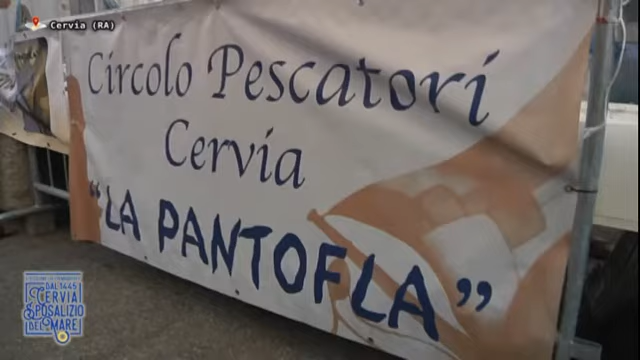 Cervia (RA)
Circolo Pescatori
Cervia
"LA PANTOFLA"
DAL 1445
CERVIA
SPOSALIZIO
DEL MARE